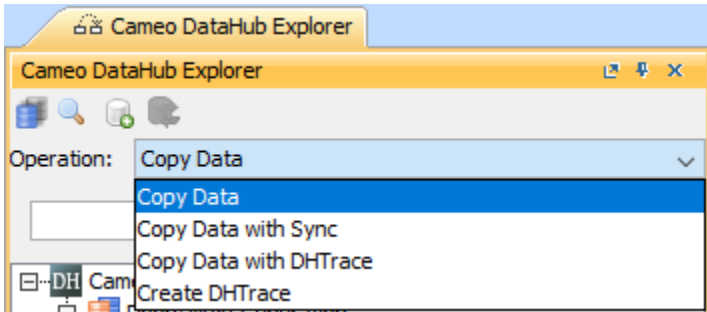 Cameo DataHub Explorer
Cameo DataHub Explorer
Operation: Copy Data
Copy Data
Copy Data with Sync
Copy Data with DHTrace
Create DHTrace
DH